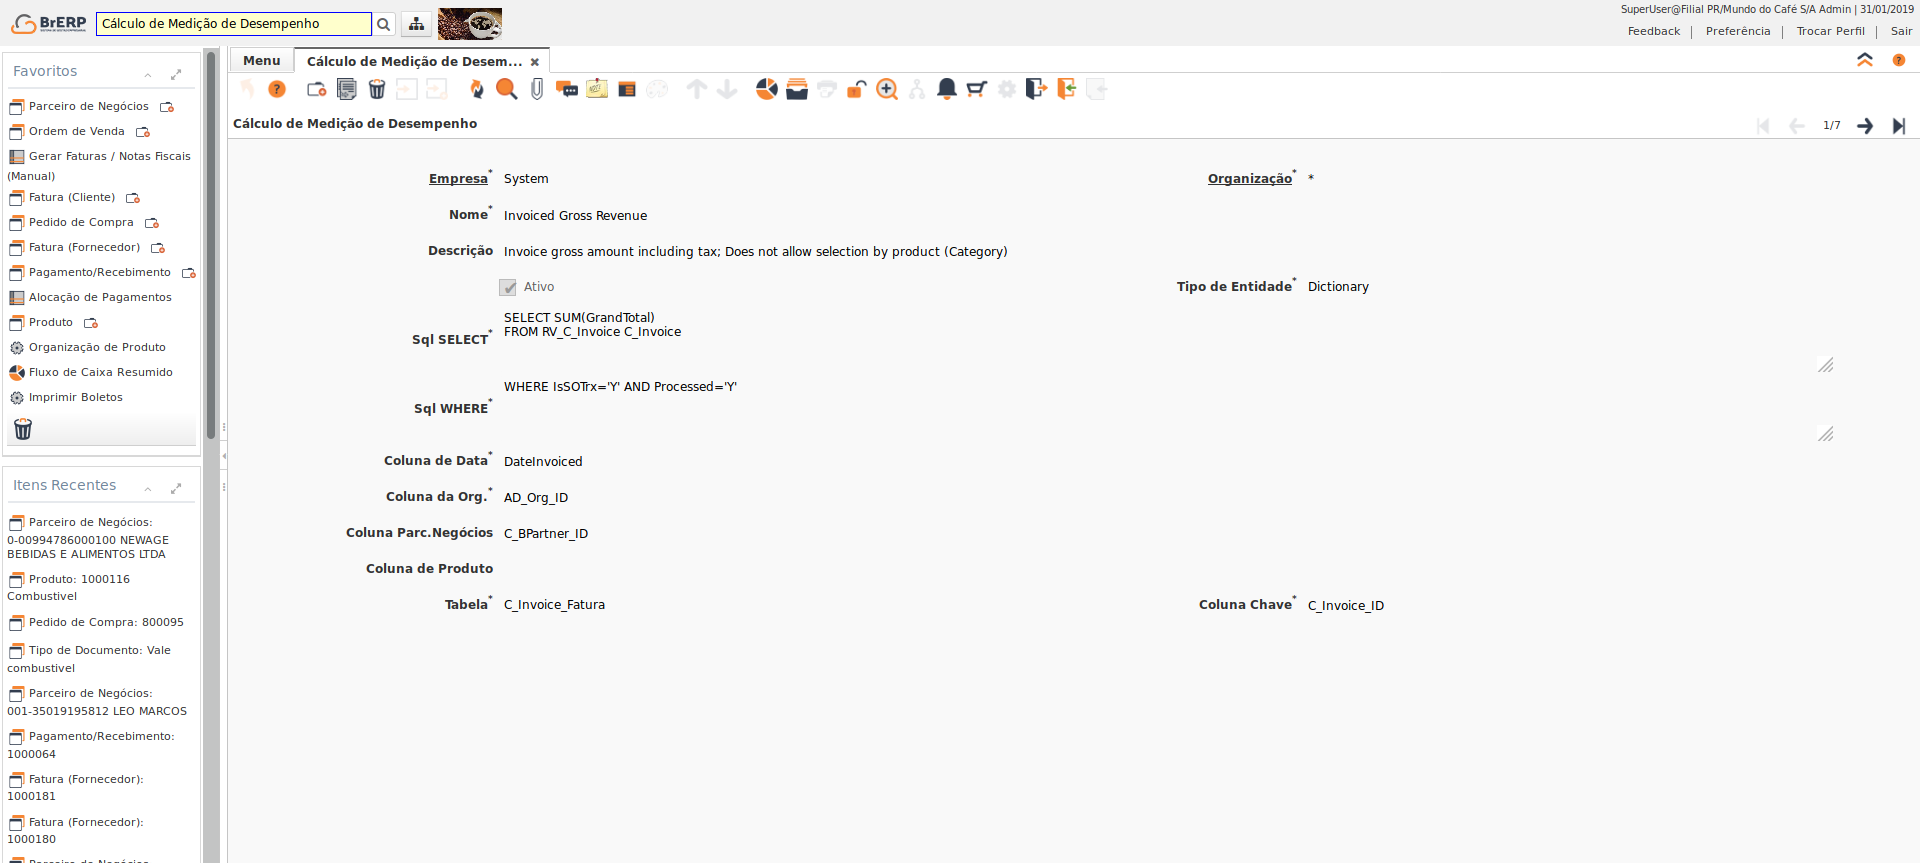 BrERP
Cálculo de Medição de Desempenho
SuperUser@Filial PR/Mundo do Café S/A Admin | 31/01/2019
Feedback | Preferência | Trocar Perfil | Sair
Favoritos
Parceiro de Negócios
Ordem de Venda
Gerar Faturas / Notas Fiscais
(Manual)
Fatura (Cliente)
Pedido de Compra
Fatura (Fornecedor)
Pagamento/Recebimento
Alocação de Pagamentos
Produto
Organização de Produto
Fluxo de Caixa Resumido
Imprimir Boletos
Itens Recentes
Parceiro de Negócios:
0-00994786000100 NEWAGE
BEBIDAS E ALIMENTOS LTDA
Produto: 1000116
Combustivel
Pedido de Compra: 800095
Tipo de Documento: Vale
combustivel
Parceiro de Negócios:
001-35019195812 LEO MARCOS
Pagamento/Recebimento:
1000064
Fatura (Fornecedor):
1000181
Fatura (Fornecedor):
1000180
Parceiro de Negócios
Menu
Cálculo de Medição de Desem...
Cálculo de Medição de Desempenho
1/7
Empresa* System
Organização* *
Nome* Invoiced Gross Revenue
Descrição Invoice gross amount including tax; Does not allow selection by product (Category)
Ativo
Tipo de Entidade* Dictionary
Sql SELECT* SELECT SUM(GrandTotal)
FROM RV_C_Invoice C_Invoice
Sql WHERE* WHERE IsSOTrx='Y' AND Processed='Y'
Coluna de Data* DateInvoiced
Coluna da Org.* AD_Org_ID
Coluna Parc.Negócios C_BPartner_ID
Coluna de Produto
Tabela* C_Invoice_Fatura
Coluna Chave* C_Invoice_ID